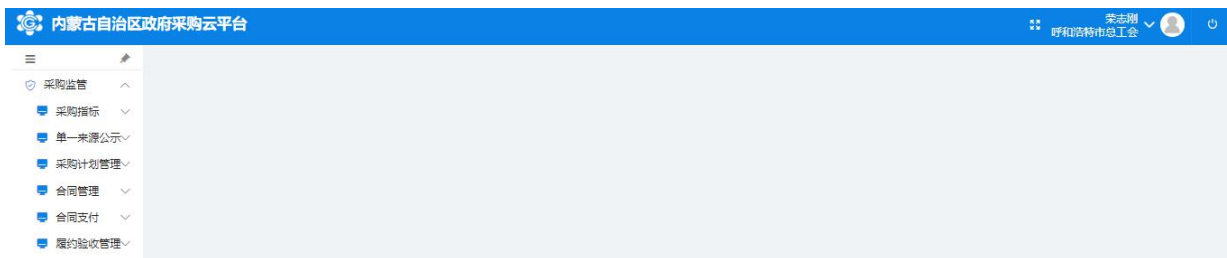 内蒙古自治区政府采购云平台
荣志刚
呼和浩特市总工会
采购监管
采购指标
单一来源公示
采购计划管理
合同管理
合同支付
履约验收管理